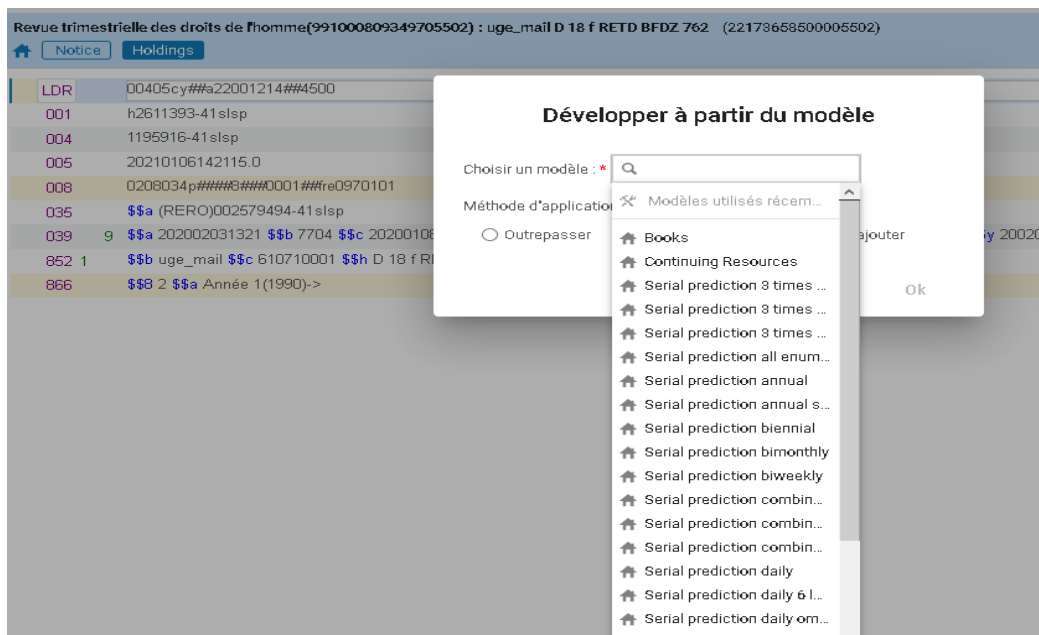 Revue trimestrielle des droits de l'homme(991000809349705502) : uge_mail D 18 f RETD BFDZ 762 (22173658500005502)
Notice Holdings
LDR 00405cy##a22001214##4500
001 h2611393-41slsp
004 1195916-41slsp
005 20210106142115.0
008 0208034p####8###0001##fre0970101
035 $$a (RERO)002579494-41slsp
039 9 $$a 202002031321 $$b 7704 $$c 20200108 y 20020
852 1 $$b uge_mail $$c 610710001 $$h D 18 f R
866 $$8 2 $$a Année 1(1990)->
Développer à partir du modèle
Choisir un modèle : *
Méthode d'application
Outrepasser ajouter
Ok
Modèles utilisés récem...
Books
Continuing Resources
Serial prediction 3 times ...
Serial prediction 3 times ...
Serial prediction 3 times ...
Serial prediction all enum...
Serial prediction annual
Serial prediction annual s...
Serial prediction biennial
Serial prediction bimonthly
Serial prediction biweekly
Serial prediction combin...
Serial prediction combin...
Serial prediction combin...
Serial prediction daily
Serial prediction daily 6 l...
Serial prediction daily om...